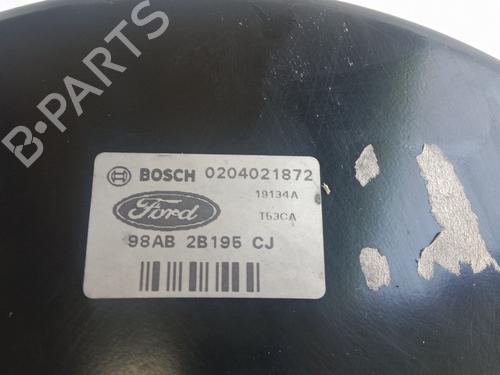 B-PARTS
BOSCH 0204021872
19134A
Ford
T53CA
98AB 2B195 CJ